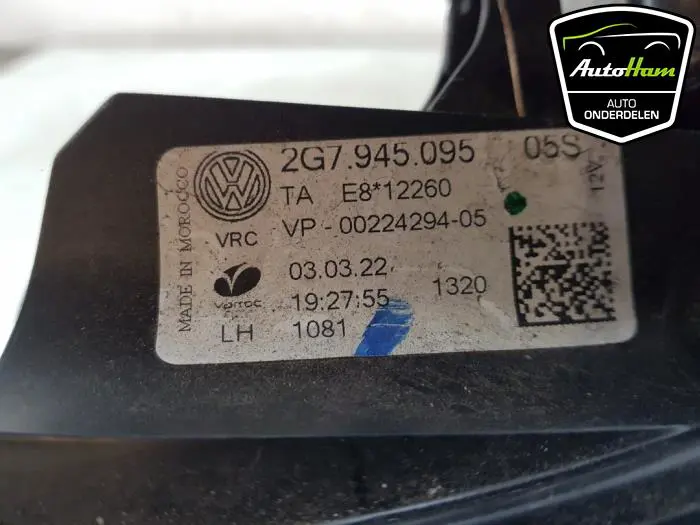 AutoHam
AUTO
ONDERDELEN
2G7.945.095 05S
TA E8*12260
VRC VP-00224294-05
03.03.22
19:27:55 1320
varroc
LH 1081
MADE IN MOROCCO
12V